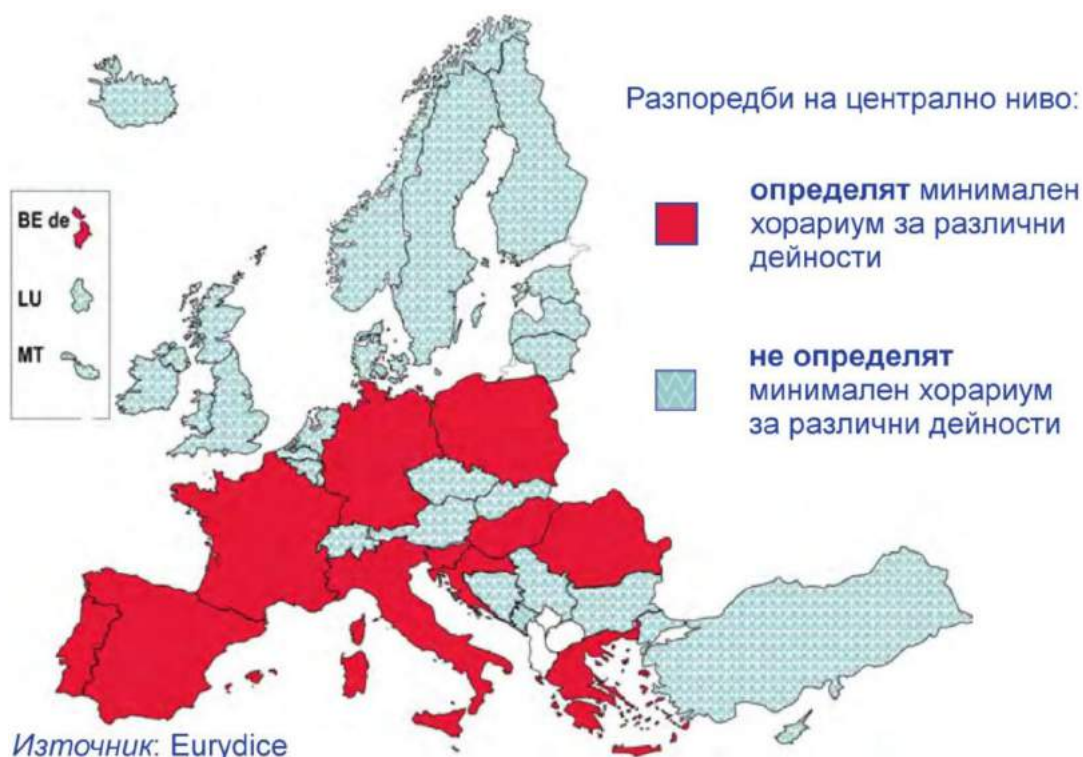 Разпоредби на централно ниво:
определят минимален
хорариум за различни
дейности
BE de
LU
MT
не определят
минимален хорариум
за различни дейности
Източник: Eurydice